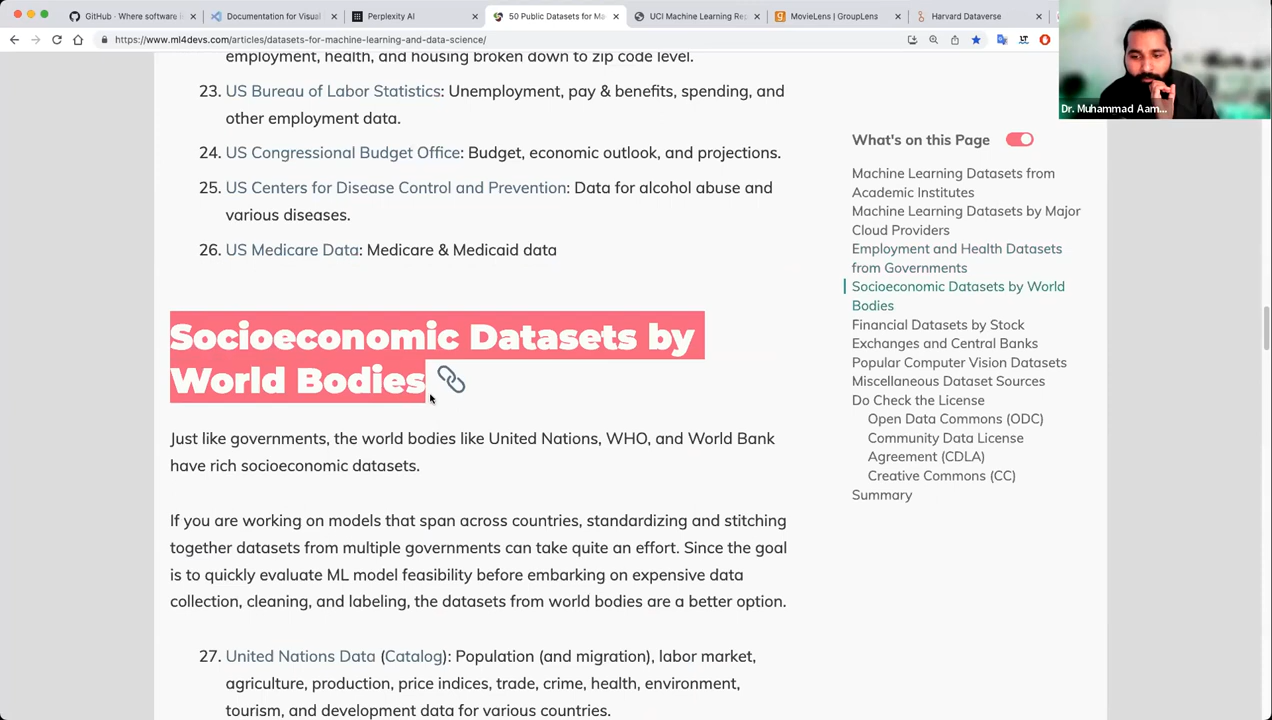 GitHub · Where software
Documentation for Visual
Perplexity AI
50 Public Datasets for Ma
UCI Machine Learning Rep
MovieLens | GroupLens
Harvard Dataverse
https://www.ml4devs.com/articles/datasets-for-machine-learning-and-data-science/
LT
Dr. Muhammad Aam...
employment, health, and housing broken down to zip code level.
23. US Bureau of Labor Statistics: Unemployment, pay & benefits, spending, and
other employment data.
24. US Congressional Budget Office: Budget, economic outlook, and projections.
25. US Centers for Disease Control and Prevention: Data for alcohol abuse and
various diseases.
26. US Medicare Data: Medicare & Medicaid data
Socioeconomic Datasets by
World Bodies
Just like governments, the world bodies like United Nations, WHO, and World Bank
have rich socioeconomic datasets.
If you are working on models that span across countries, standardizing and stitching
together datasets from multiple governments can take quite an effort. Since the goal
is to quickly evaluate ML model feasibility before embarking on expensive data
collection, cleaning, and labeling, the datasets from world bodies are a better option.
27. United Nations Data (Catalog): Population (and migration), labor market,
agriculture, production, price indices, trade, crime, health, environment,
tourism, and development data for various countries.
What's on this Page
Machine Learning Datasets from
Academic Institutes
Machine Learning Datasets by Major
Cloud Providers
Employment and Health Datasets
from Governments
Socioeconomic Datasets by World
Bodies
Financial Datasets by Stock
Exchanges and Central Banks
Popular Computer Vision Datasets
Miscellaneous Dataset Sources
Do Check the License
Open Data Commons (ODC)
Community Data License
Agreement (CDLA)
Creative Commons (CC)
Summary